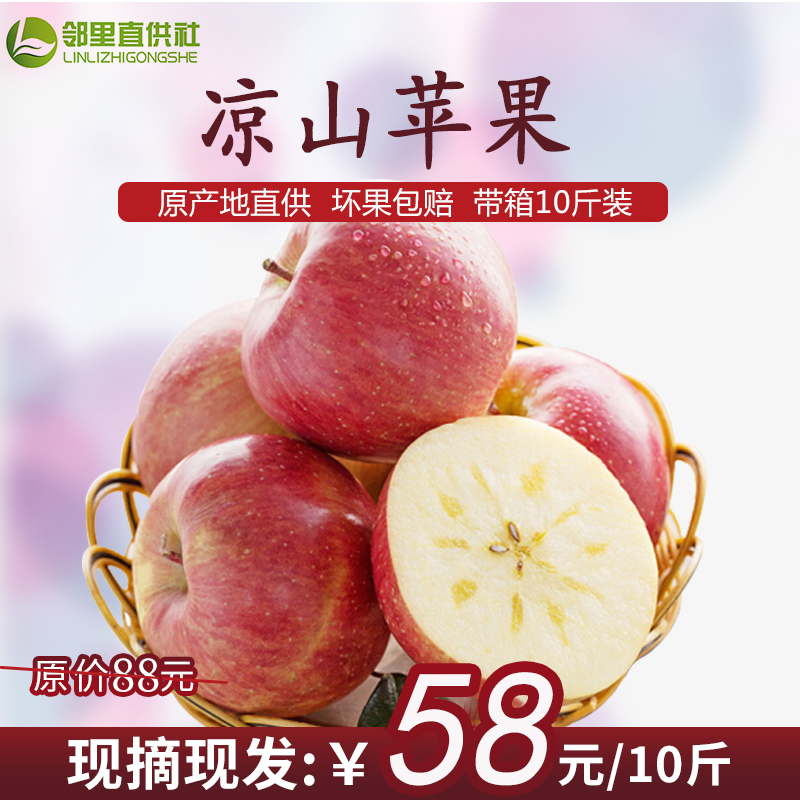 邻里直供社
LINLIZHIGONGSHE
凉山苹果
原产地直供 坏果包赔 带箱10斤装
原价88元
现摘现发:￥58元/10斤